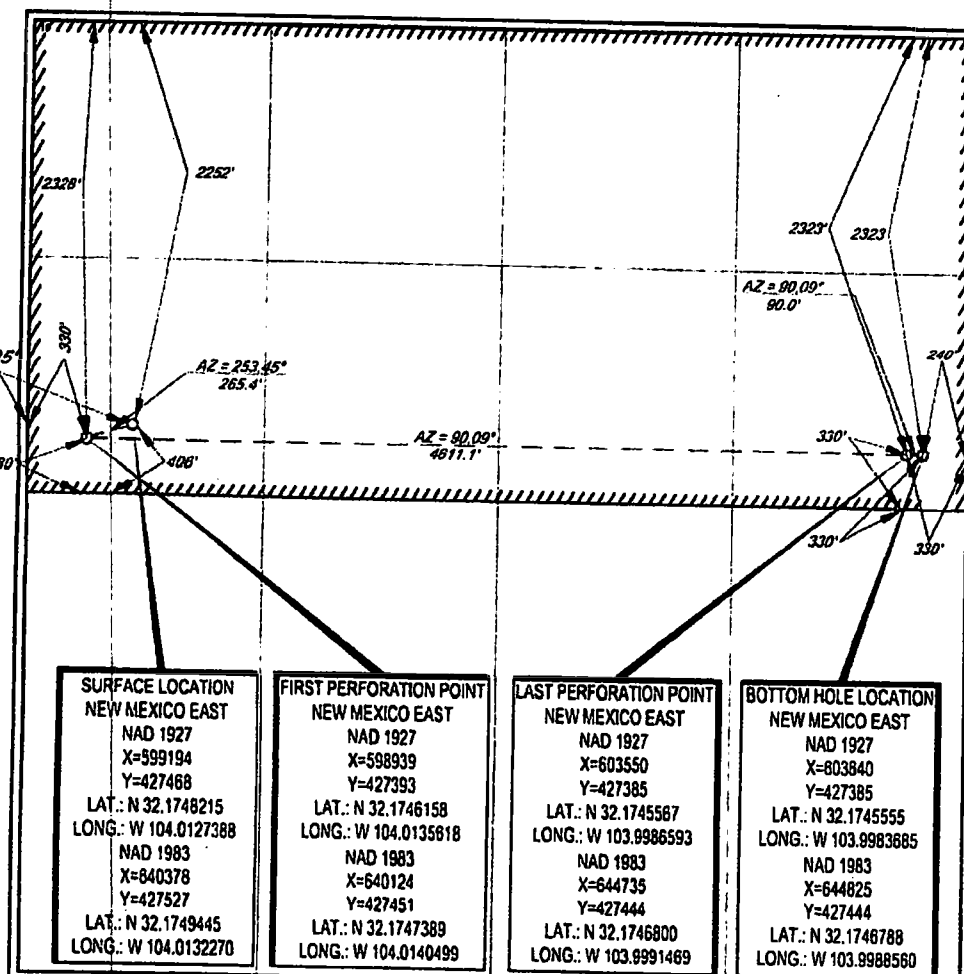 2328'
2252'
2323'
2323
AZ = 90.09°
90.0'
330'
AZ = 253.45°
265.4'
240'
AZ = 90.09°
4611.1'
330'
406'
330'
330'
SURFACE LOCATION
NEW MEXICO EAST
NAD 1927
X=599194
Y=427468
LAT.: N 32.1748215
LONG.: W 104.0127388
NAD 1983
X=640378
Y=427527
LAT.: N 32.1749445
LONG.: W 104.0132270
FIRST PERFORATION POINT
NEW MEXICO EAST
NAD 1927
X=598939
Y=427393
LAT.: N 32.1746158
LONG.: W 104.0135618
NAD 1983
X=640124
Y=427451
LAT.: N 32.1747389
LONG.: W 104.0140499
LAST PERFORATION POINT
NEW MEXICO EAST
NAD 1927
X=603550
Y=427385
LAT.: N 32.1745567
LONG.: W 103.9986593
NAD 1983
X=644735
Y=427444
LAT.: N 32.1746800
LONG.: W 103.9991469
BOTTOM HOLE LOCATION
NEW MEXICO EAST
NAD 1927
X=603640
Y=427385
LAT.: N 32.1745555
LONG.: W 103.9983685
NAD 1983
X=644825
Y=427444
LAT.: N 32.1746788
LONG.: W 103.9988560